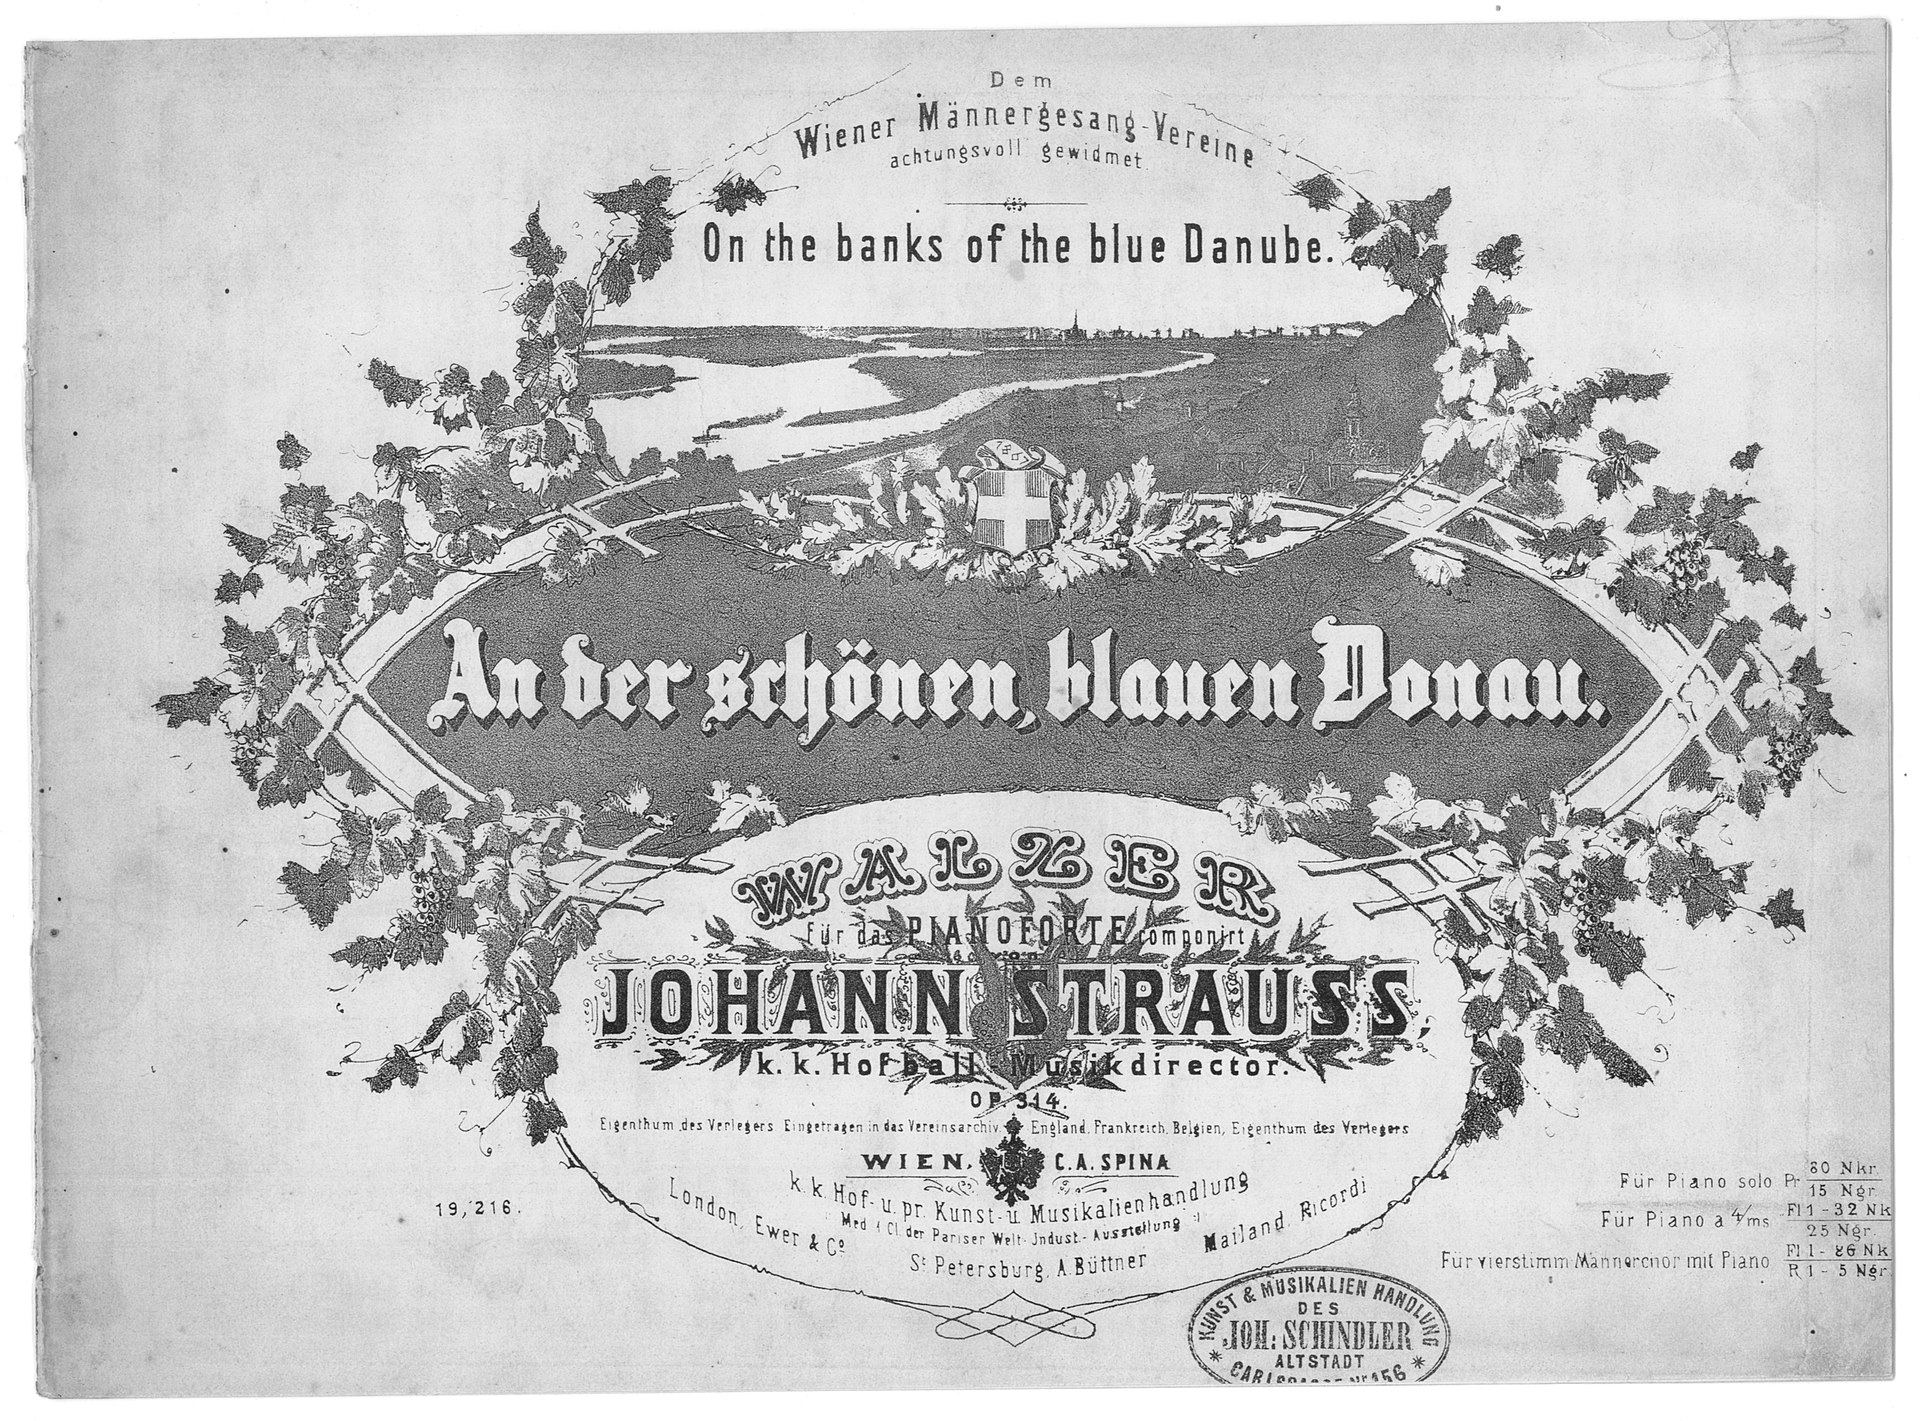 Dem
Wiener Männergesang-Vereine
achtungsvoll gewidmet.
On the banks of the blue Danube.
An der schönen, blauen Donau.
WALZER
für das PIANOFORTE componirt
von
JOHANN STRAUSS,
k. k. Hofball-Musikdirector.
OP. 314.
Eigenthum des Verlegers Eingetragen in das Vereinsarchiv. England, Frankreich, Belgien, Eigenthum des Verlegers
WIEN, C. A. SPINA
k. k. Hof- u. pr. Kunst- u. Musikalienhandlung
Med. 1 Cl. der Pariser Welt-Indust.-Ausstellung
London, Ewer & Co.
St. Petersburg, A. Büttner
Mailand, Ricordi
19,216.
Für Piano solo Pr. 80 Nkr.
15 Ngr.
Für Piano a 4/ms Fl 1-32 Nk
25 Ngr.
Für vierstimm. Männerchor mit Piano Fl 1-86 Nk
R 1-5 Ngr.
KUNST & MUSIKALIEN HANDLUNG
DES
JOH: SCHINDLER
ALTSTADT